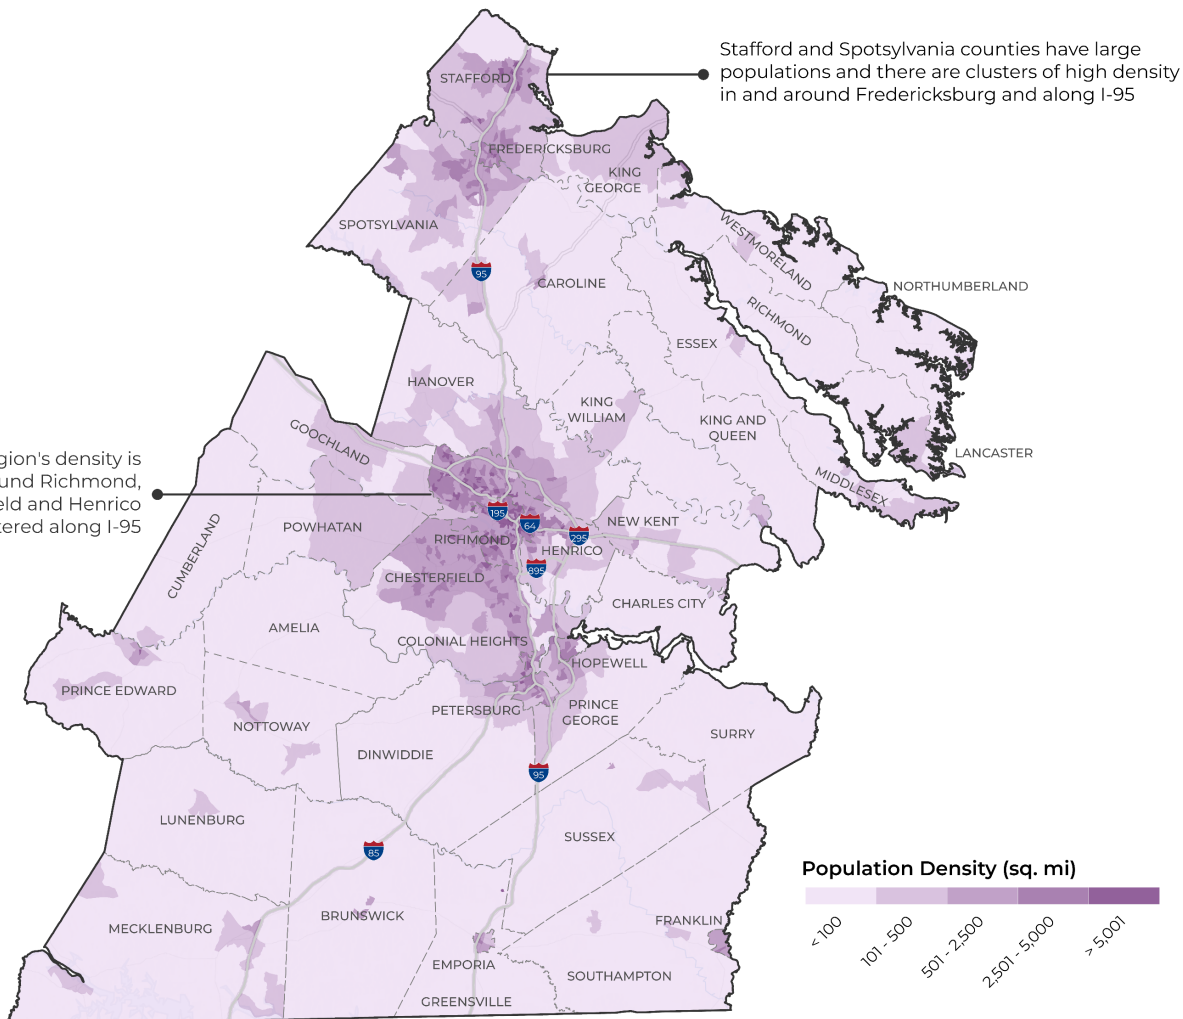 Stafford and Spotsylvania counties have large
populations and there are clusters of high density
in and around Fredericksburg and along I-95
STAFFORD
FREDERICKSBURG
KING
GEORGE
SPOTSYLVANIA
WESTMORELAND
95
CAROLINE
NORTHUMBERLAND
RICHMOND
ESSEX
HANOVER
KING
WILLIAM
KING AND
QUEEN
GOOCHLAND
LANCASTER
MIDDLESEX
gion's density is
und Richmond,
eld and Henrico
tered along I-95
195
64
295
NEW KENT
POWHATAN
RICHMOND
HENRICO
CUMBERLAND
895
CHESTERFIELD
CHARLES CITY
AMELIA
COLONIAL HEIGHTS
HOPEWELL
PRINCE EDWARD
PETERSBURG
PRINCE
GEORGE
NOTTOWAY
SURRY
DINWIDDIE
95
LUNENBURG
SUSSEX
85
Population Density (sq. mi)
< 100
101 - 500
501 - 2,500
2,501 - 5,000
> 5,001
BRUNSWICK
FRANKLIN
MECKLENBURG
EMPORIA
SOUTHAMPTON
GREENSVILLE